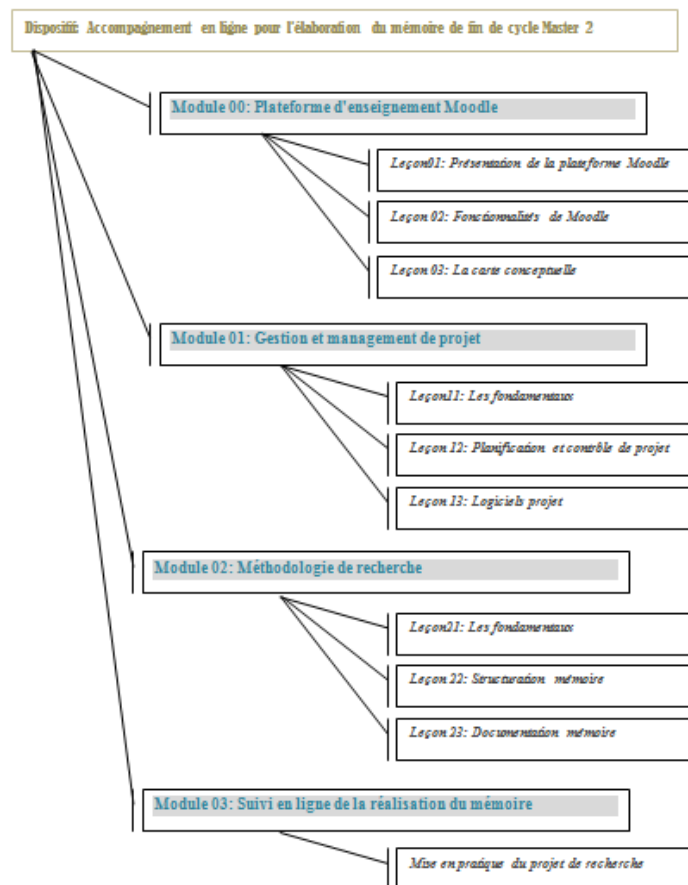 Dispositif: Accompagnement en ligne pour l'élaboration du mémoire de fin de cycle Master 2
Module 00: Plateforme d'enseignement Moodle
Leçon01: Présentation de la plateforme Moodle
Leçon 02: Fonctionnalités de Moodle
Leçon 03: La carte conceptuelle
Module 01: Gestion et management de projet
Leçon11: Les fondamentaux
Leçon 12: Planification et contrôle de projet
Leçon 13: Logiciels projet
Module 02: Méthodologie de recherche
Leçon21: Les fondamentaux
Leçon 22: Structuration mémoire
Leçon 23: Documentation mémoire
Module 03: Suivi en ligne de la réalisation du mémoire
Mise en pratique du projet de recherche